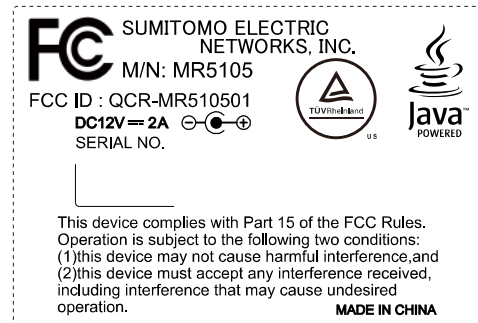 FC SUMITOMO ELECTRIC
NETWORKS, INC.
M/N: MR5105
FCC ID : QCR-MR510501
DC12V 2A
SERIAL NO.
TÜVRheinland
US
Java™
POWERED
This device complies with Part 15 of the FCC Rules.
Operation is subject to the following two conditions:
(1)this device may not cause harmful interference,and
(2)this device must accept any interference received,
including interference that may cause undesired
operation.
MADE IN CHINA